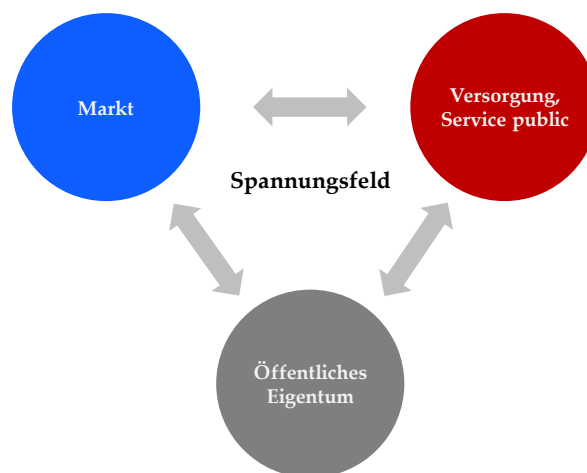 Markt
Versorgung,
Service public
Spannungsfeld
Öffentliches
Eigentum